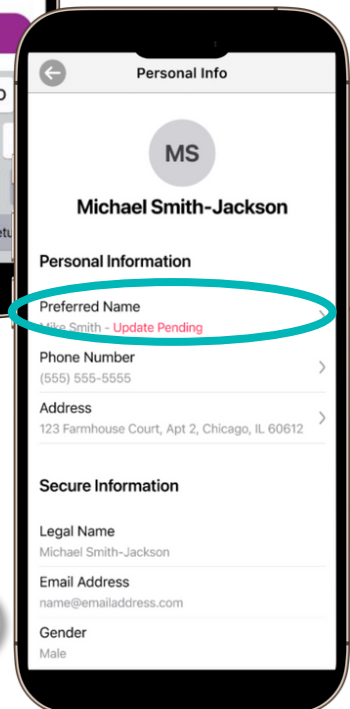 Personal Info
MS
Michael Smith-Jackson
Personal Information
Preferred Name
Mike Smith - Update Pending
Phone Number
(555) 555-5555
Address
123 Farmhouse Court, Apt 2, Chicago, IL 60612
Secure Information
Legal Name
Michael Smith-Jackson
Email Address
name@emailaddress.com
Gender
Male